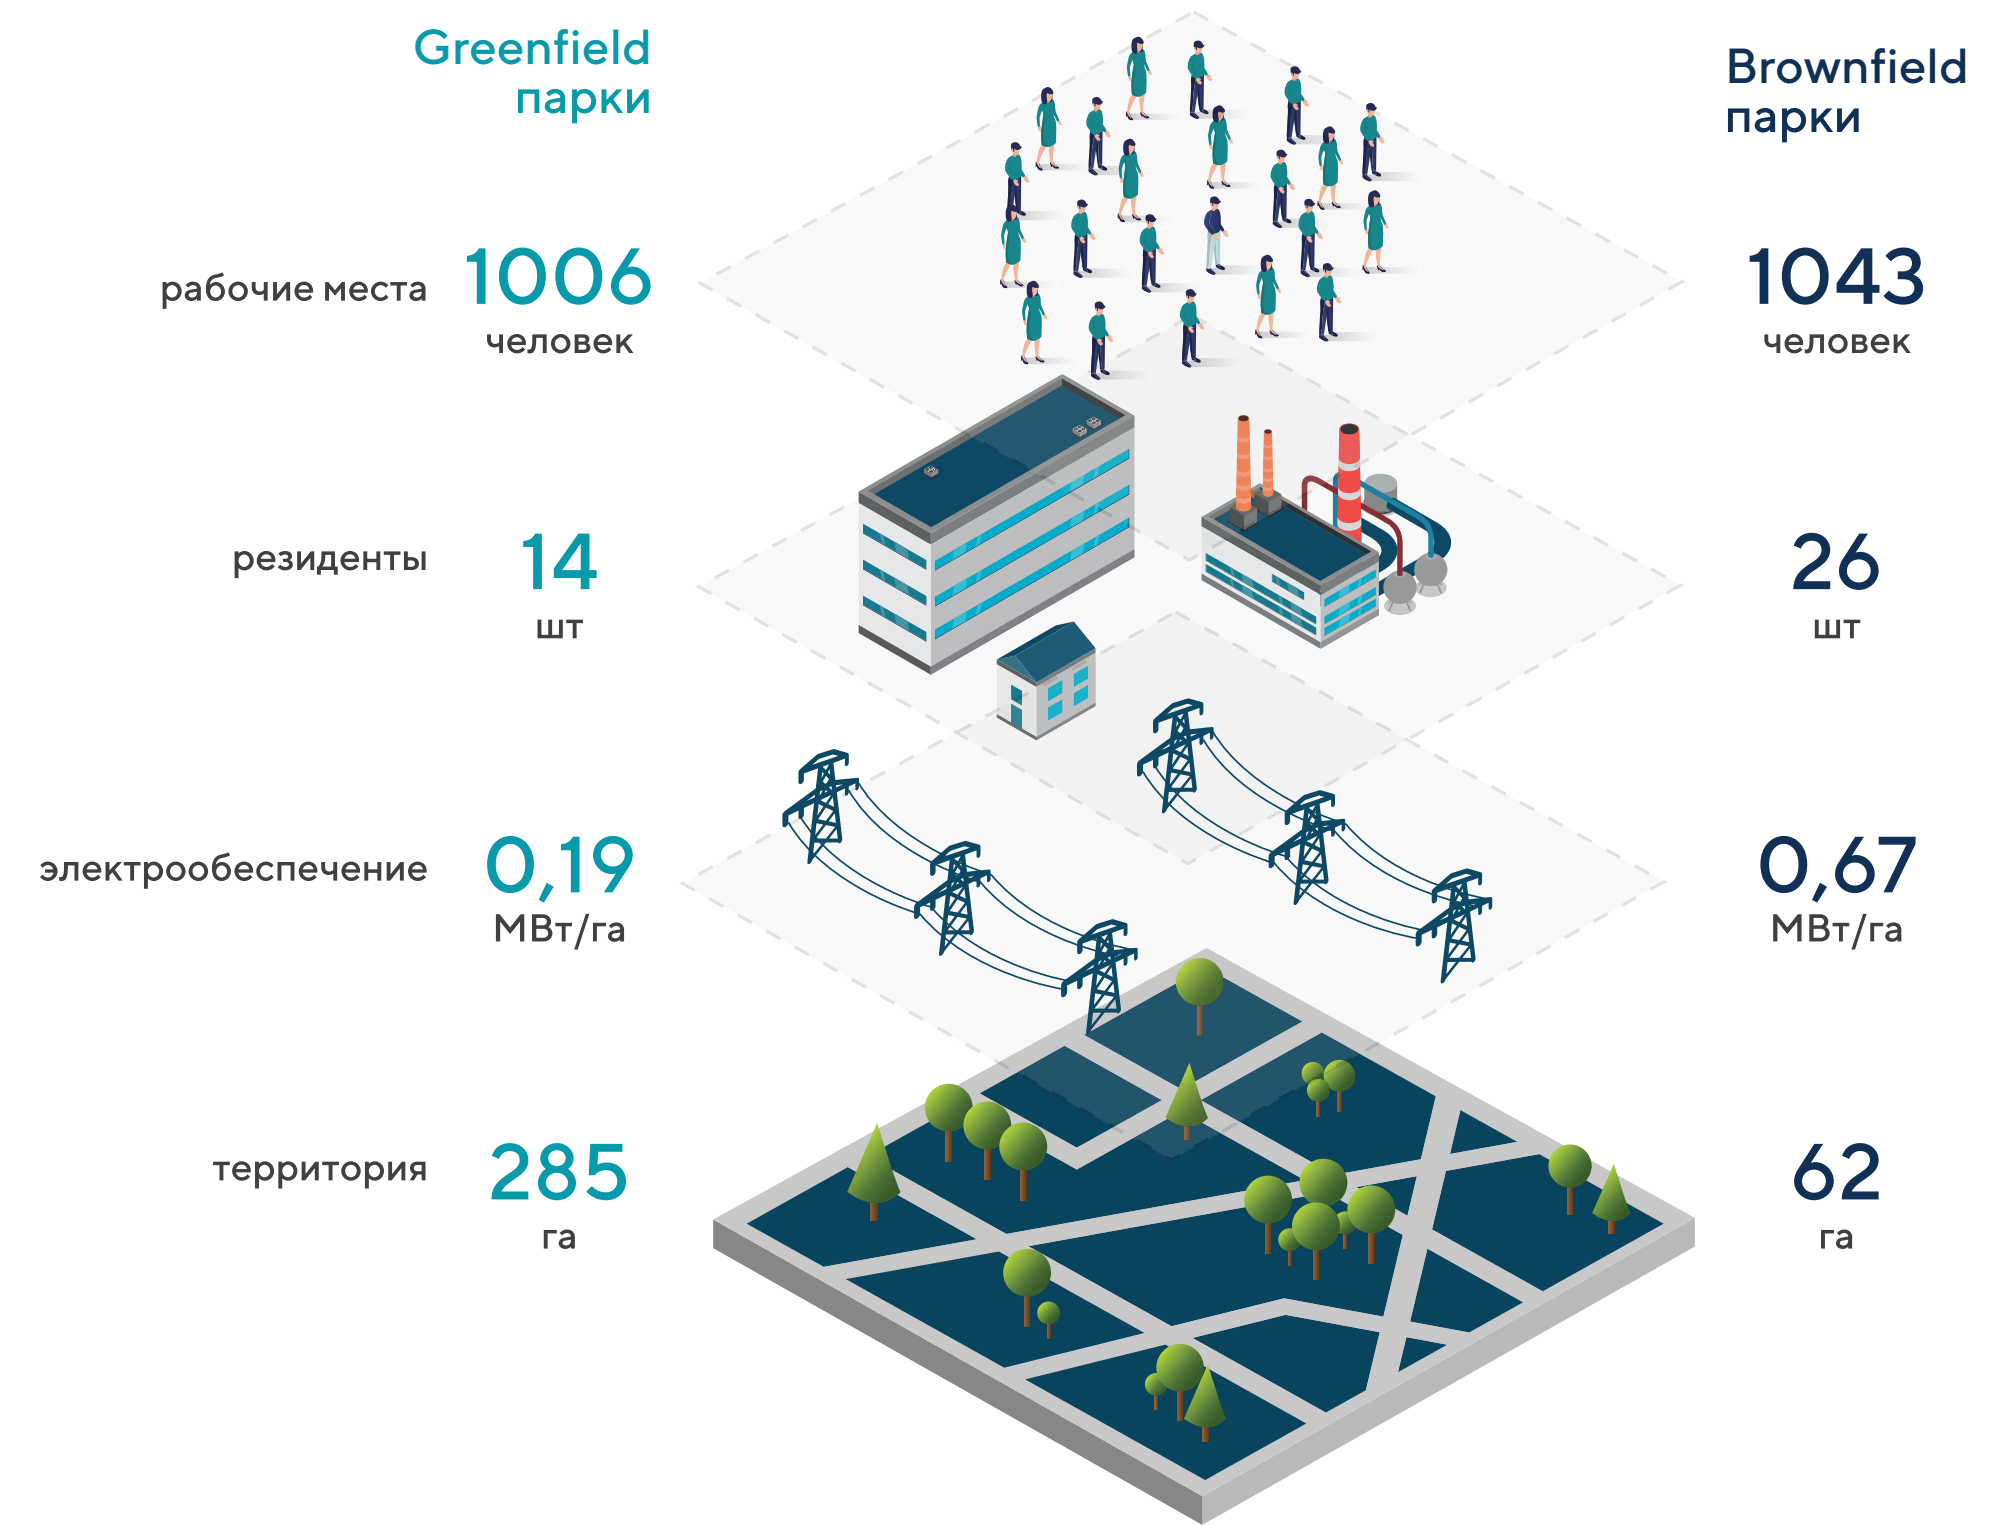 Greenfield
парки
Brownfield
парки
рабочие места
1006
человек
1043
человек
резиденты
14
шт
26
шт
электрообеспечение
0,19
МВт/га
0,67
МВт/га
территория
285
га
62
га